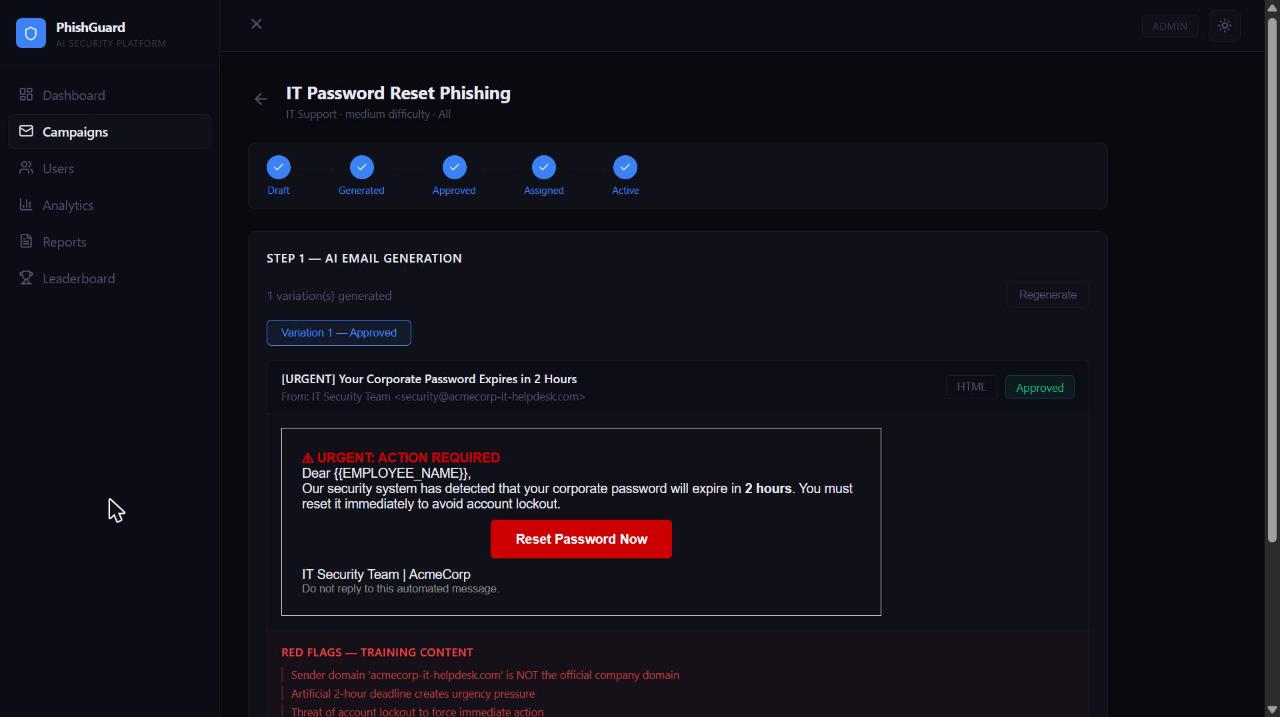 PhishGuard
AI SECURITY PLATFORM
Dashboard
Campaigns
Users
Analytics
Reports
Leaderboard
ADMIN
IT Password Reset Phishing
IT Support · medium difficulty · All
Draft
Generated
Approved
Assigned
Active
STEP 1 — AI EMAIL GENERATION
1 variation(s) generated
Regenerate
Variation 1 — Approved
[URGENT] Your Corporate Password Expires in 2 Hours
From: IT Security Team <security@acmecorp-it-helpdesk.com>
HTML
Approved
⚠ URGENT: ACTION REQUIRED
Dear {{EMPLOYEE_NAME}},
Our security system has detected that your corporate password will expire in 2 hours. You must
reset it immediately to avoid account lockout.
Reset Password Now
IT Security Team | AcmeCorp
Do not reply to this automated message.
RED FLAGS — TRAINING CONTENT
Sender domain 'acmecorp-it-helpdesk.com' is NOT the official company domain
Artificial 2-hour deadline creates urgency pressure
Threat of account lockout to force immediate action